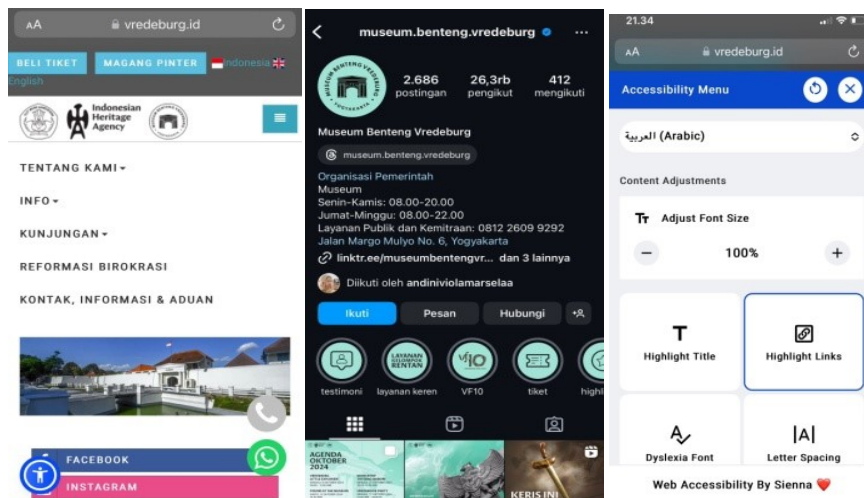 AA vredeburg.id
BELI TIKET MAGANG PINTER Indonesia
English
Indonesian
Heritage
Agency
TENTANG KAMI
INFO
KUNJUNGAN
REFORMASI BIROKRASI
KONTAK, INFORMASI & ADUAN
FACEBOOK
INSTAGRAM
museum.benteng.vredeburg
MUSEUM BENTENG VREDEBURG
YOGYAKARTA
2.686 26,3rb 412
postingan pengikut mengikuti
Museum Benteng Vredeburg
museum.benteng.vredeburg
Organisasi Pemerintah
Museum
Senin-Kamis: 08.00-20.00
Jumat-Minggu: 08.00-22.00
Layanan Publik dan Kemitraan: 0812 2609 9292
Jalan Margo Mulyo No. 6, Yogyakarta
linktr.ee/museumbentengvr... dan 3 lainnya
Diikuti oleh andiniviolamarselaa
Ikuti Pesan Hubungi
LAYANAN
KELOMPOK
RENTAN
VF10
testimoni layanan keren VF10 tiket highl
AGENDA
OKTOBER
2024
KERIS INI
21.34
AA vredeburg.id
Accessibility Menu
العربية (Arabic)
Content Adjustments
Adjust Font Size
100%
Highlight Title Highlight Links
Dyslexia Font Letter Spacing
Web Accessibility By Sienna